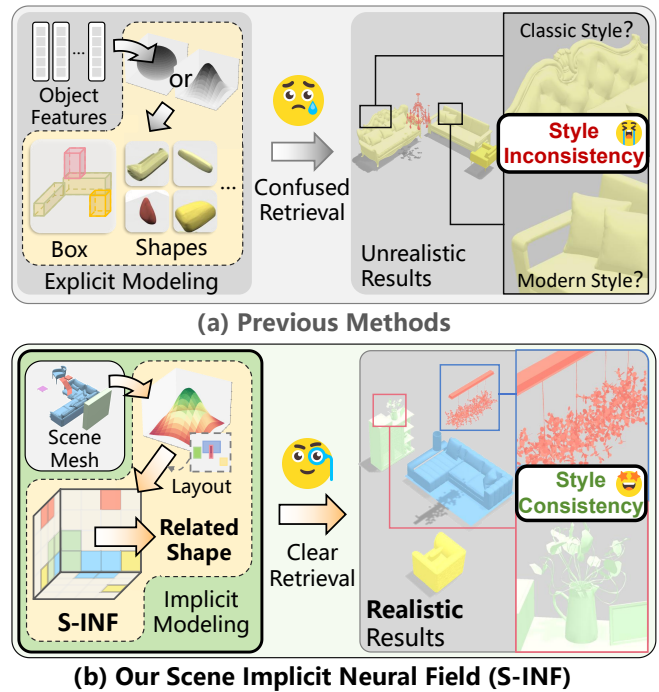 ...
Object
Features
or
...
Box
Shapes
Explicit Modeling
Confused
Retrieval
Classic Style?
Style
Inconsistency
Unrealistic
Results
Modern Style?
(a) Previous Methods
Scene
Mesh
Layout
Related
Shape
S-INF
Implicit
Modeling
Clear
Retrieval
Style
Consistency
Realistic
Results
(b) Our Scene Implicit Neural Field (S-INF)